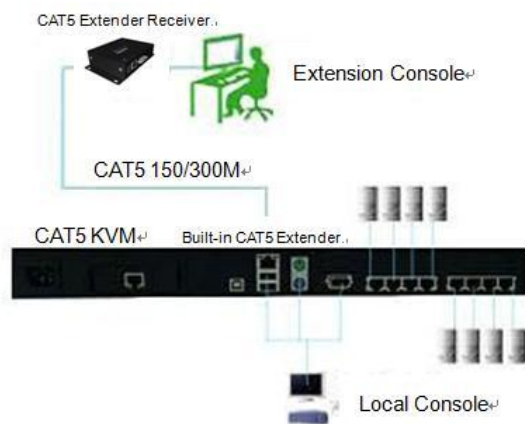 CAT5 Extender Receiver
Extension Console
CAT5 150/300M
CAT5 KVM
Built-in CAT5 Extender
Local Console